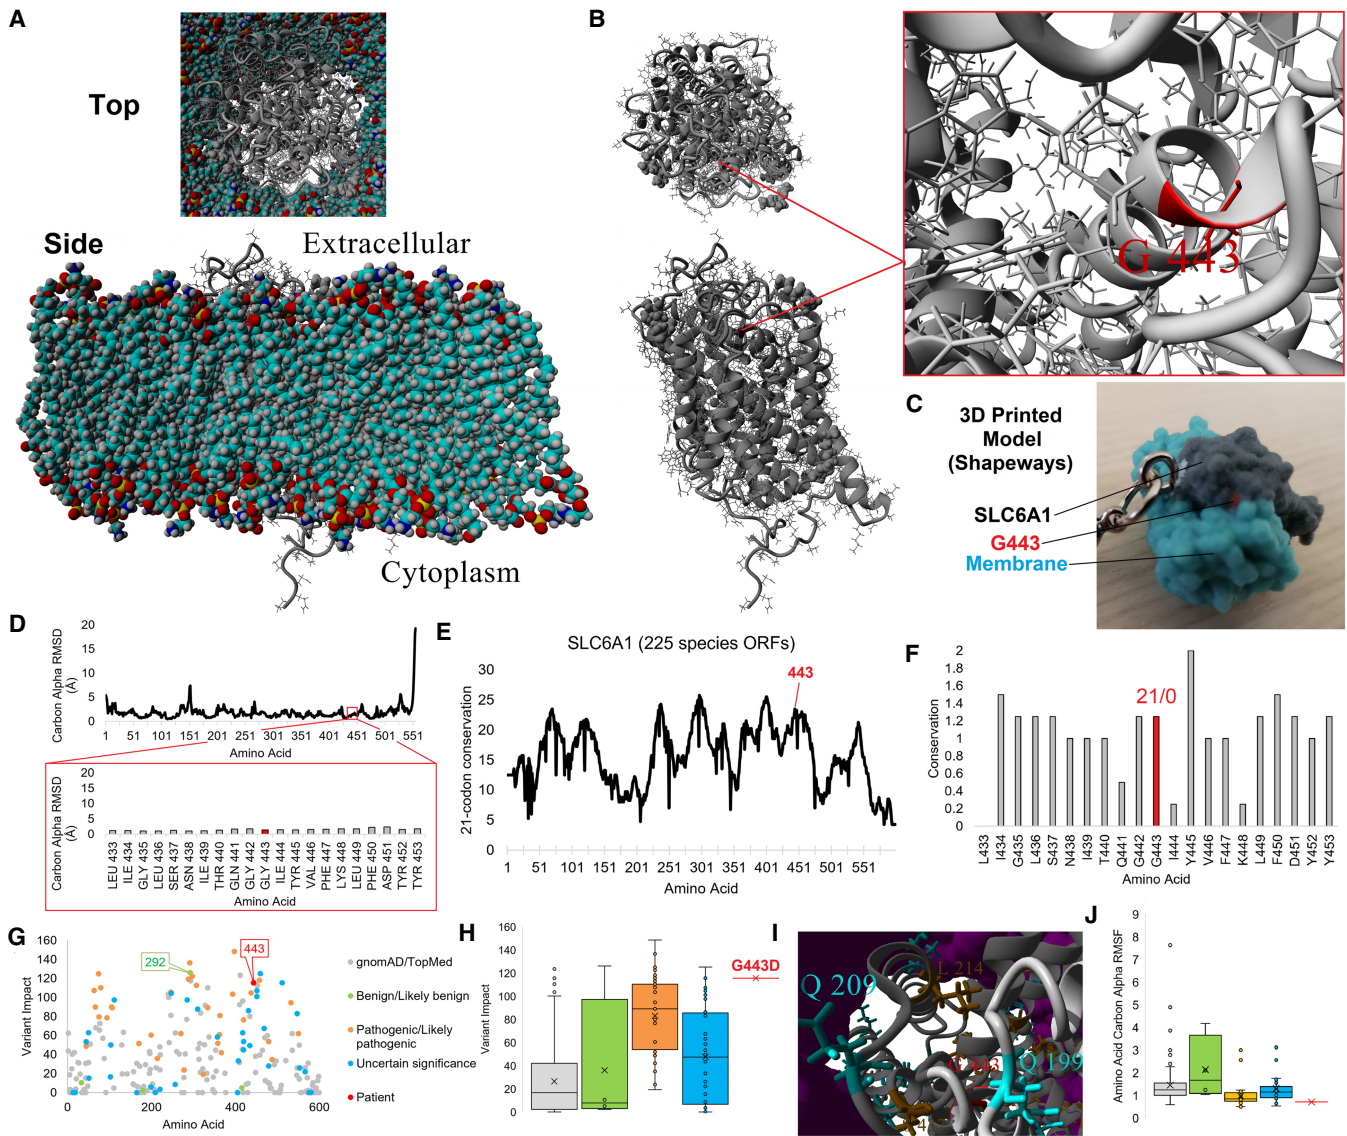 A
Top
Side
Extracellular
Cytoplasm
B
G 443
C
3D Printed
Model
(Shapeways)
SLC6A1
G443
Membrane
D
Carbon Alpha RMSD
(Å)
20
15
10
5
0
1 51 101 151 201 251 301 351 401 451 501 551
Amino Acid
Carbon Alpha RMSD
(Å)
20
15
10
5
0
LEU 433
ILE 434
GLY 435
LEU 436
SER 437
ASN 438
ILE 439
THR 440
GLN 441
GLY 442
GLY 443
ILE 444
TYR 445
VAL 446
PHE 447
LYS 448
LEU 449
PHE 450
ASP 451
TYR 452
TYR 453
Amino Acid
E
SLC6A1 (225 species ORFs)
443
21-codon conservation
30
25
20
15
10
5
0
1 51 101 151 201 251 301 351 401 451 501 551
Amino Acid
F
Conservation
2
1.8
1.6
1.4
1.2
1
0.8
0.6
0.4
0.2
0
21/0
L433
I434
G435
L436
S437
N438
I439
T440
Q441
G442
G443
I444
Y445
V446
F447
K448
L449
F450
D451
Y452
Y453
Amino Acid
G
Variant Impact
160
140
120
100
80
60
40
20
0
292
443
0 200 400 600
Amino Acid
gnomAD/TopMed
Benign/Likely benign
Pathogenic/Likely
pathogenic
Uncertain significance
Patient
H
Variant Impact
160
140
120
100
80
60
40
20
0
G443D
I
Q 209
L 214
Q 199
J
Amino Acid Carbon Alpha RMSF
9
8
7
6
5
4
3
2
1
0